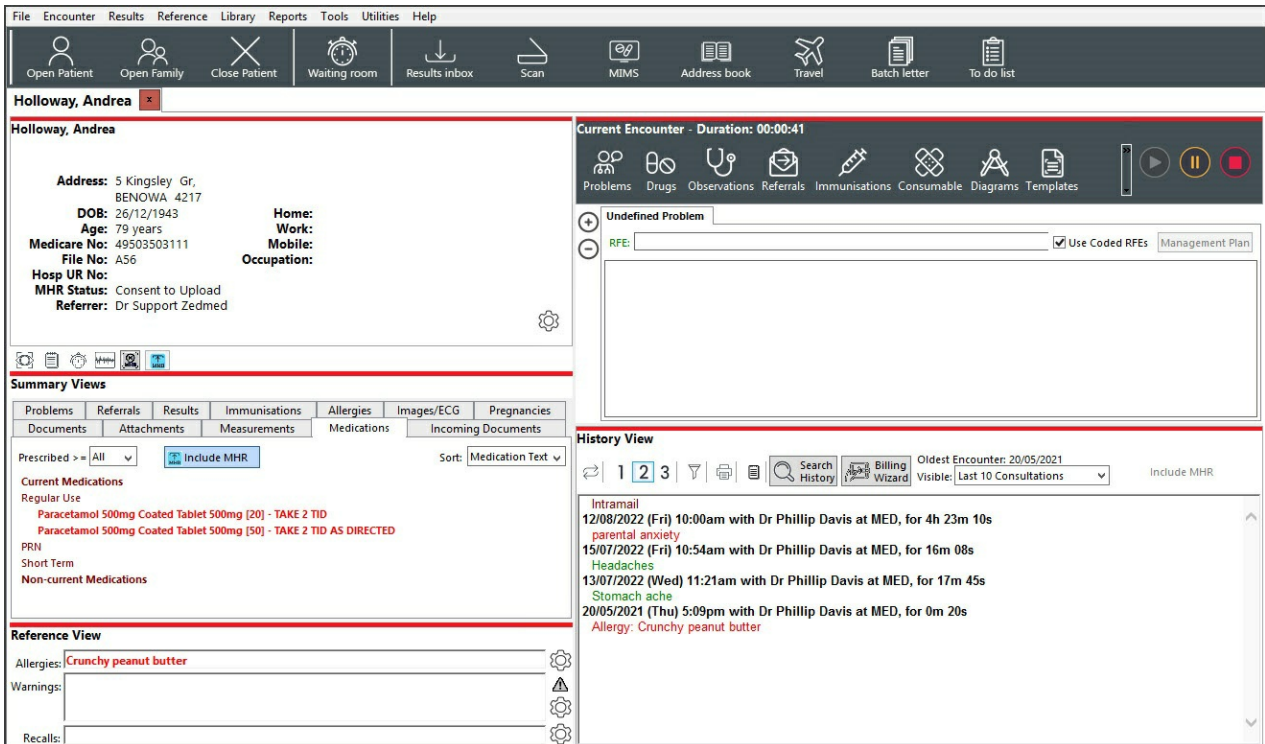 File Encounter Results Reference Library Reports Tools Utilities Help
Open Patient Open Family Close Patient Waiting room Results inbox Scan MIMS Address book Travel Batch letter To do list
Holloway, Andrea x
Holloway, Andrea
Address: 5 Kingsley Gr,
BENOWA 4217
DOB: 26/12/1943 Home:
Age: 79 years Work:
Medicare No: 49503503111 Mobile:
File No: A56 Occupation:
Hosp UR No:
MHR Status: Consent to Upload
Referrer: Dr Support Zedmed
Summary Views
Problems Referrals Results Immunisations Allergies Images/ECG Pregnancies
Documents Attachments Measurements Medications Incoming Documents
Prescribed >= All Include MHR Sort: Medication Text
Current Medications
Regular Use
Paracetamol 500mg Coated Tablet 500mg [20] - TAKE 2 TID
Paracetamol 500mg Coated Tablet 500mg [50] - TAKE 2 TID AS DIRECTED
PRN
Short Term
Non-current Medications
Reference View
Allergies: Crunchy peanut butter
Warnings:
Recalls:
Current Encounter - Duration: 00:00:41
Problems Drugs Observations Referrals Immunisations Consumable Diagrams Templates
Undefined Problem
RFE: Use Coded RFEs Management Plan
History View
1 2 3 Search History Billing Wizard
Oldest Encounter: 20/05/2021
Visible: Last 10 Consultations Include MHR
Intramail
12/08/2022 (Fri) 10:00am with Dr Phillip Davis at MED, for 4h 23m 10s
parental anxiety
15/07/2022 (Fri) 10:54am with Dr Phillip Davis at MED, for 16m 08s
Headaches
13/07/2022 (Wed) 11:21am with Dr Phillip Davis at MED, for 17m 45s
Stomach ache
20/05/2021 (Thu) 5:09pm with Dr Phillip Davis at MED, for 0m 20s
Allergy: Crunchy peanut butter